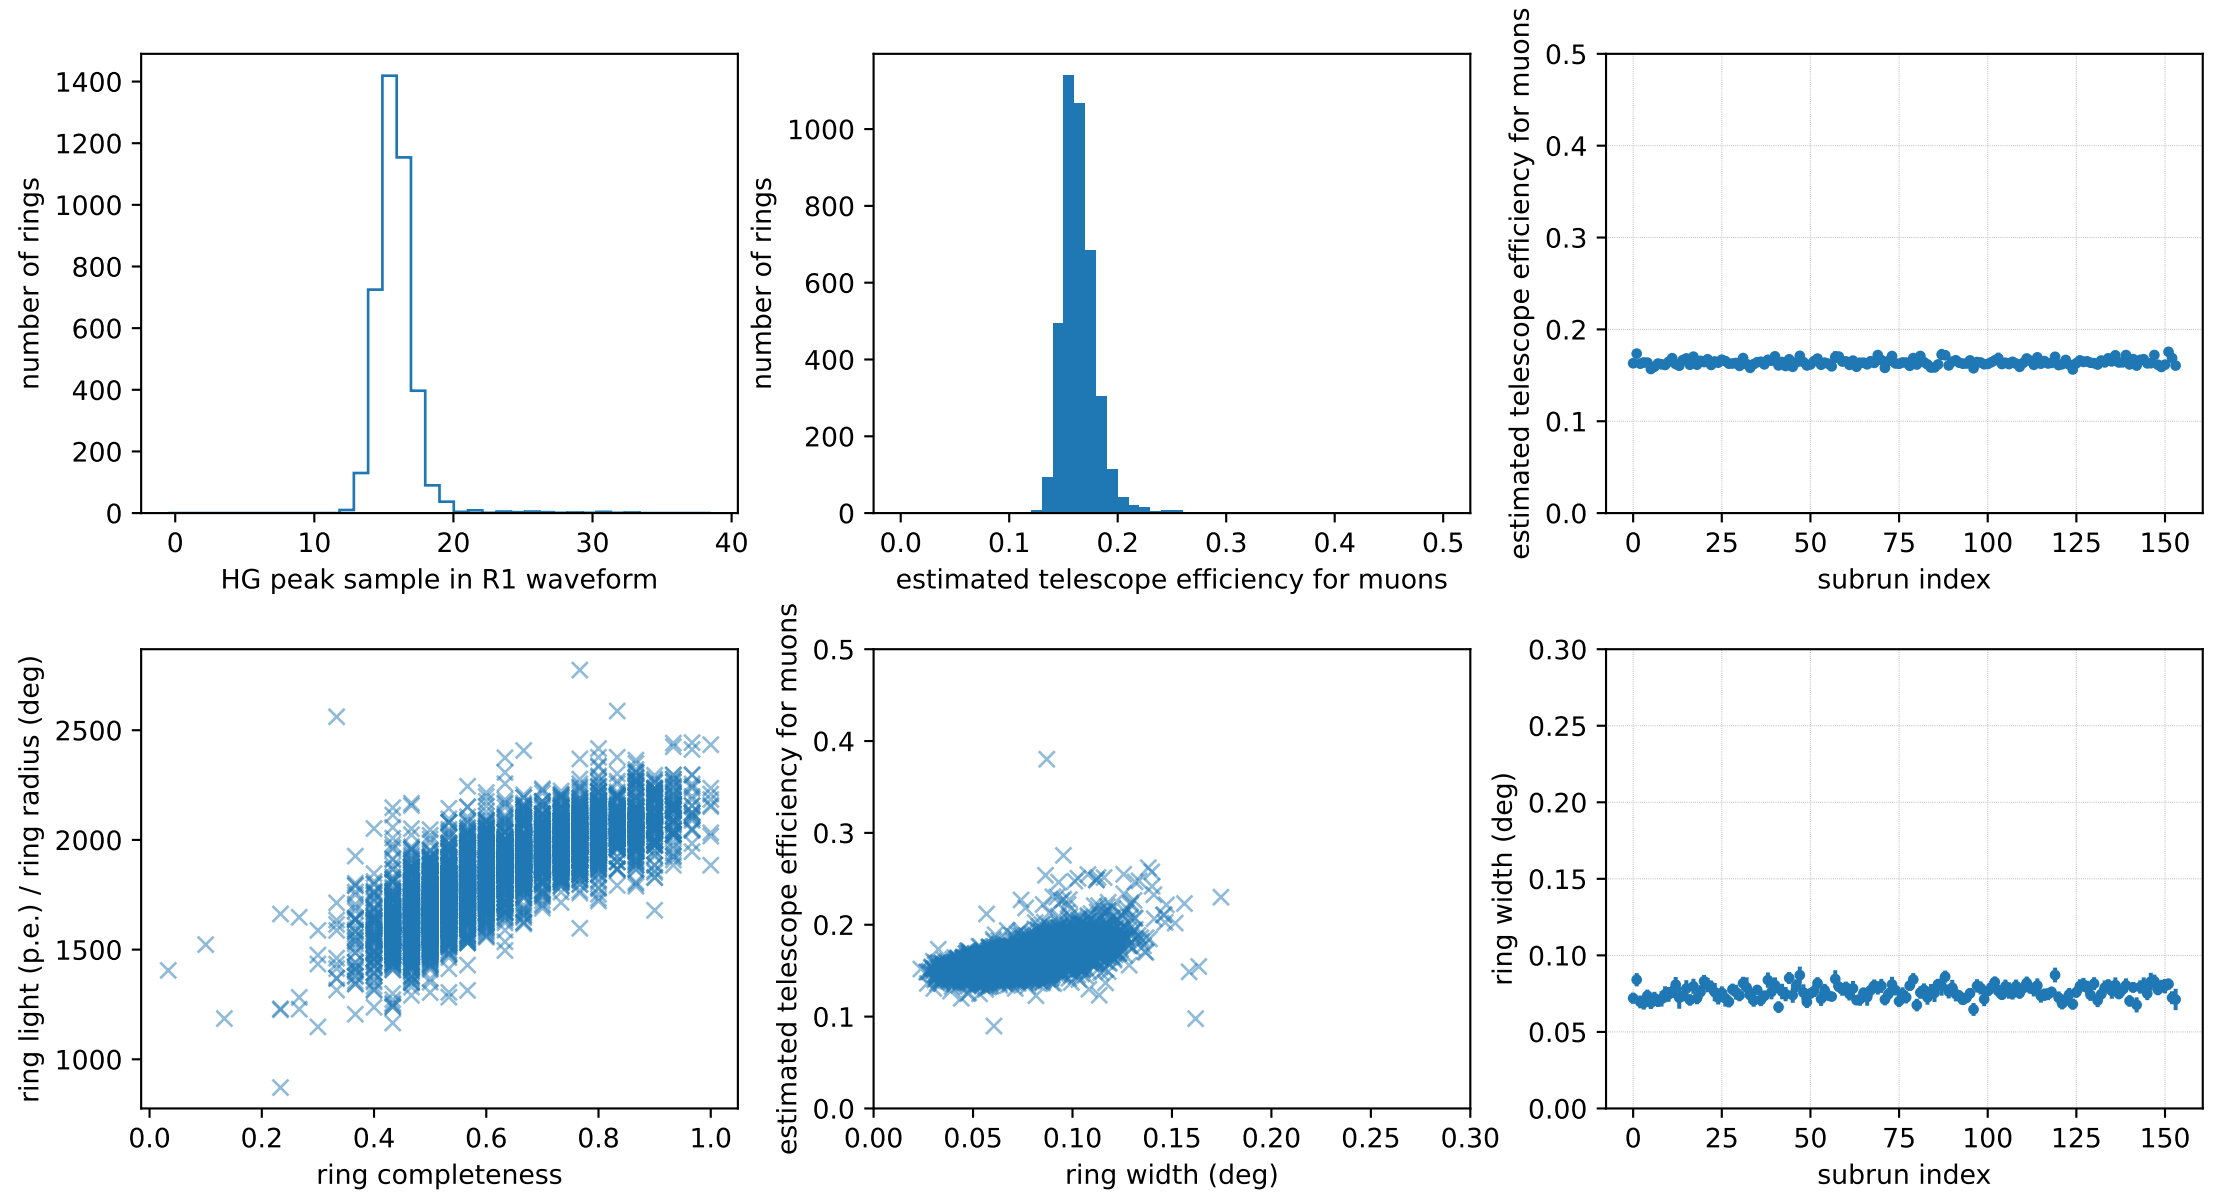 number of rings
1400
1200
1000
800
600
400
200
0
0 10 20 30 40
HG peak sample in R1 waveform
number of rings
1000
800
600
400
200
0
0.0 0.1 0.2 0.3 0.4 0.5
estimated telescope efficiency for muons
estimated telescope efficiency for muons
0.5
0.4
0.3
0.2
0.1
0.0
0 25 50 75 100 125 150
subrun index
ring light (p.e.) / ring radius (deg)
2500
2000
1500
1000
0.0 0.2 0.4 0.6 0.8 1.0
ring completeness
estimated telescope efficiency for muons
0.5
0.4
0.3
0.2
0.1
0.0
0.00 0.05 0.10 0.15 0.20 0.25 0.30
ring width (deg)
ring width (deg)
0.30
0.25
0.20
0.15
0.10
0.05
0.00
0 25 50 75 100 125 150
subrun index